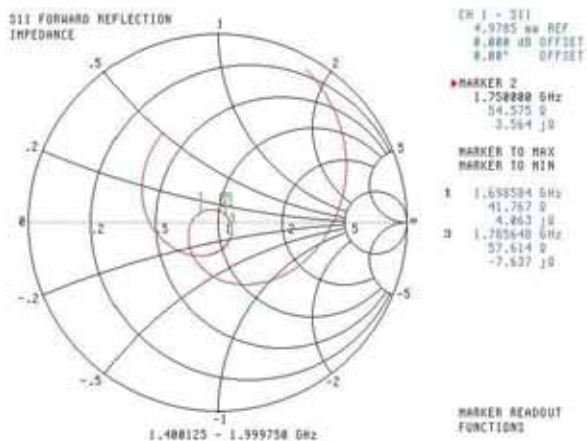 S11 FORWARD REFLECTION
IMPEDANCE
CH 1 - S11
4.9785 mm REF
0.000 dB OFFSET
0.00° OFFSET
▶MARKER 2
1.750000 GHz
54.575 Ω
3.564 jΩ
MARKER TO MAX
MARKER TO MIN
1 1.698584 GHz
41.767 Ω
4.063 jΩ
3 1.785648 GHz
57.614 Ω
-7.637 jΩ
MARKER READOUT
FUNCTIONS
1
.5
2
.2
5
0
.2
.5
1
2
5
∞
-.2
-5
-.5
-2
-1
1.400125 - 1.999750 GHz